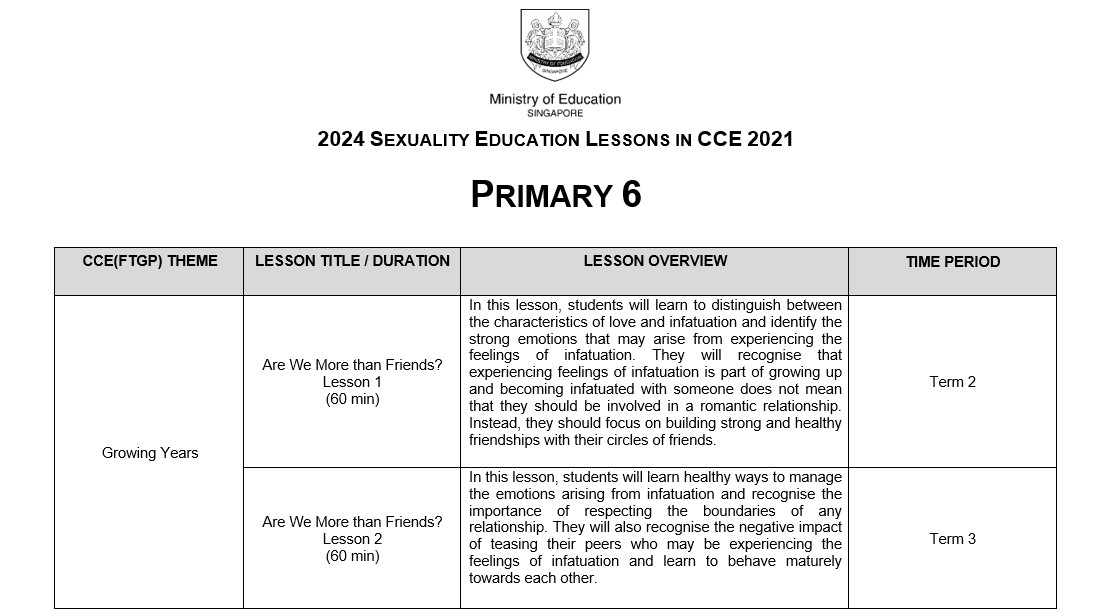 MINISTRY OF EDUCATION
SINGAPORE
Ministry of Education
SINGAPORE
2024 SEXUALITY EDUCATION LESSONS IN CCE 2021
PRIMARY 6
CCE(FTGP) THEME
LESSON TITLE / DURATION
LESSON OVERVIEW
TIME PERIOD
Growing Years
Are We More than Friends?
Lesson 1
(60 min)
In this lesson, students will learn to distinguish between
the characteristics of love and infatuation and identify the
strong emotions that may arise from experiencing the
feelings of infatuation. They will recognise that
experiencing feelings of infatuation is part of growing up
and becoming infatuated with someone does not mean
that they should be involved in a romantic relationship.
Instead, they should focus on building strong and healthy
friendships with their circles of friends.
Term 2
Are We More than Friends?
Lesson 2
(60 min)
In this lesson, students will learn healthy ways to manage
the emotions arising from infatuation and recognise the
importance of respecting the boundaries of any
relationship. They will also recognise the negative impact
of teasing their peers who may be experiencing the
feelings of infatuation and learn to behave maturely
towards each other.
Term 3